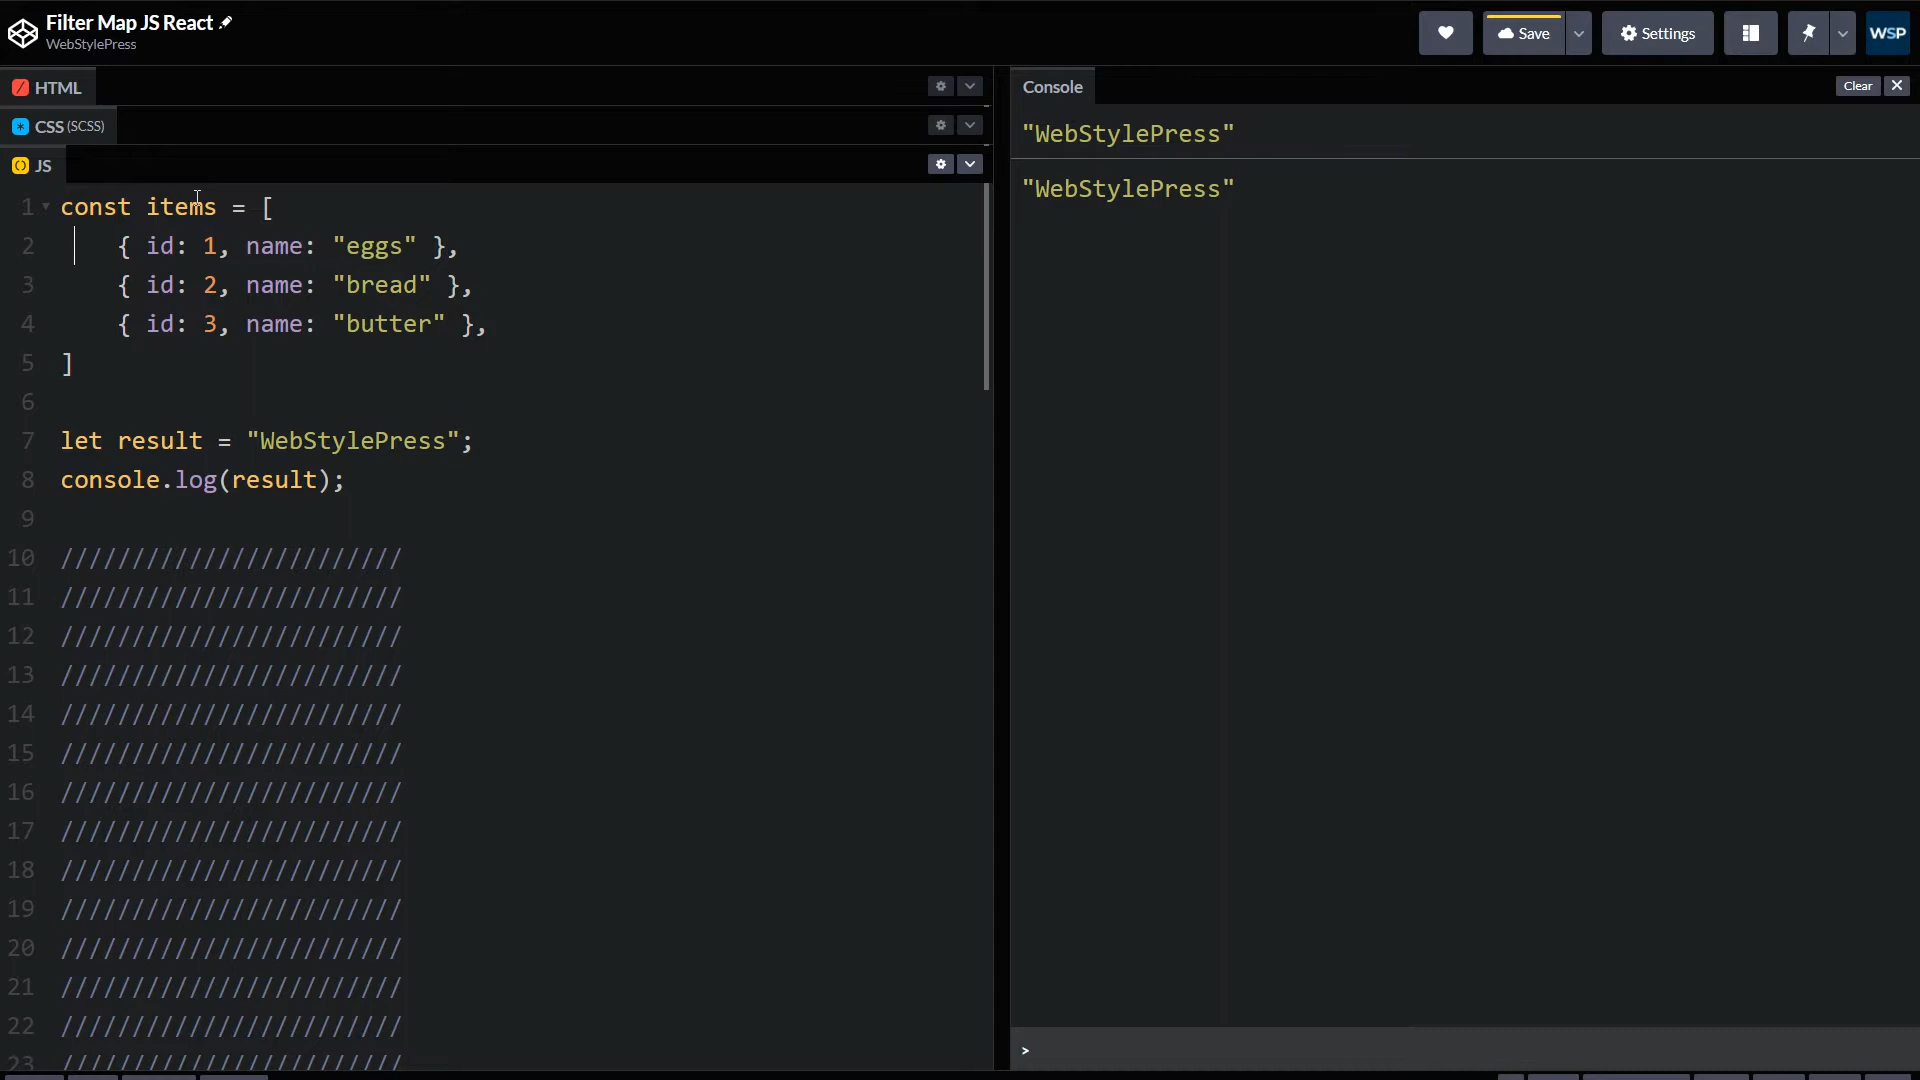 Filter Map JS React
WebStylePress
Save
Settings
WSP
HTML
CSS (SCSS)
JS
1 const items = [
2 { id: 1, name: "eggs" },
3 { id: 2, name: "bread" },
4 { id: 3, name: "butter" },
5 ]
6
7 let result = "WebStylePress";
8 console.log(result);
9
10 ////////////////////////
11 ////////////////////////
12 ////////////////////////
13 ////////////////////////
14 ////////////////////////
15 ////////////////////////
16 ////////////////////////
17 ////////////////////////
18 ////////////////////////
19 ////////////////////////
20 ////////////////////////
21 ////////////////////////
22 ////////////////////////
23 ////////////////////////
Console
Clear
"WebStylePress"
"WebStylePress"
>